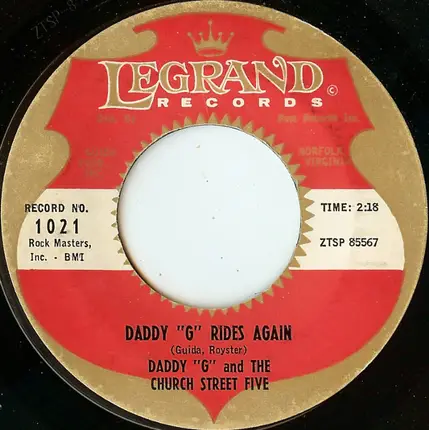 LEGRAND ©
RECORDS
NORFOLK
VIRGINIA
RECORD NO.
1021
Rock Masters,
Inc. - BMI
TIME: 2:18
ZTSP 85567
DADDY "G" RIDES AGAIN
(Guida, Royster)
DADDY "G" and THE
CHURCH STREET FIVE